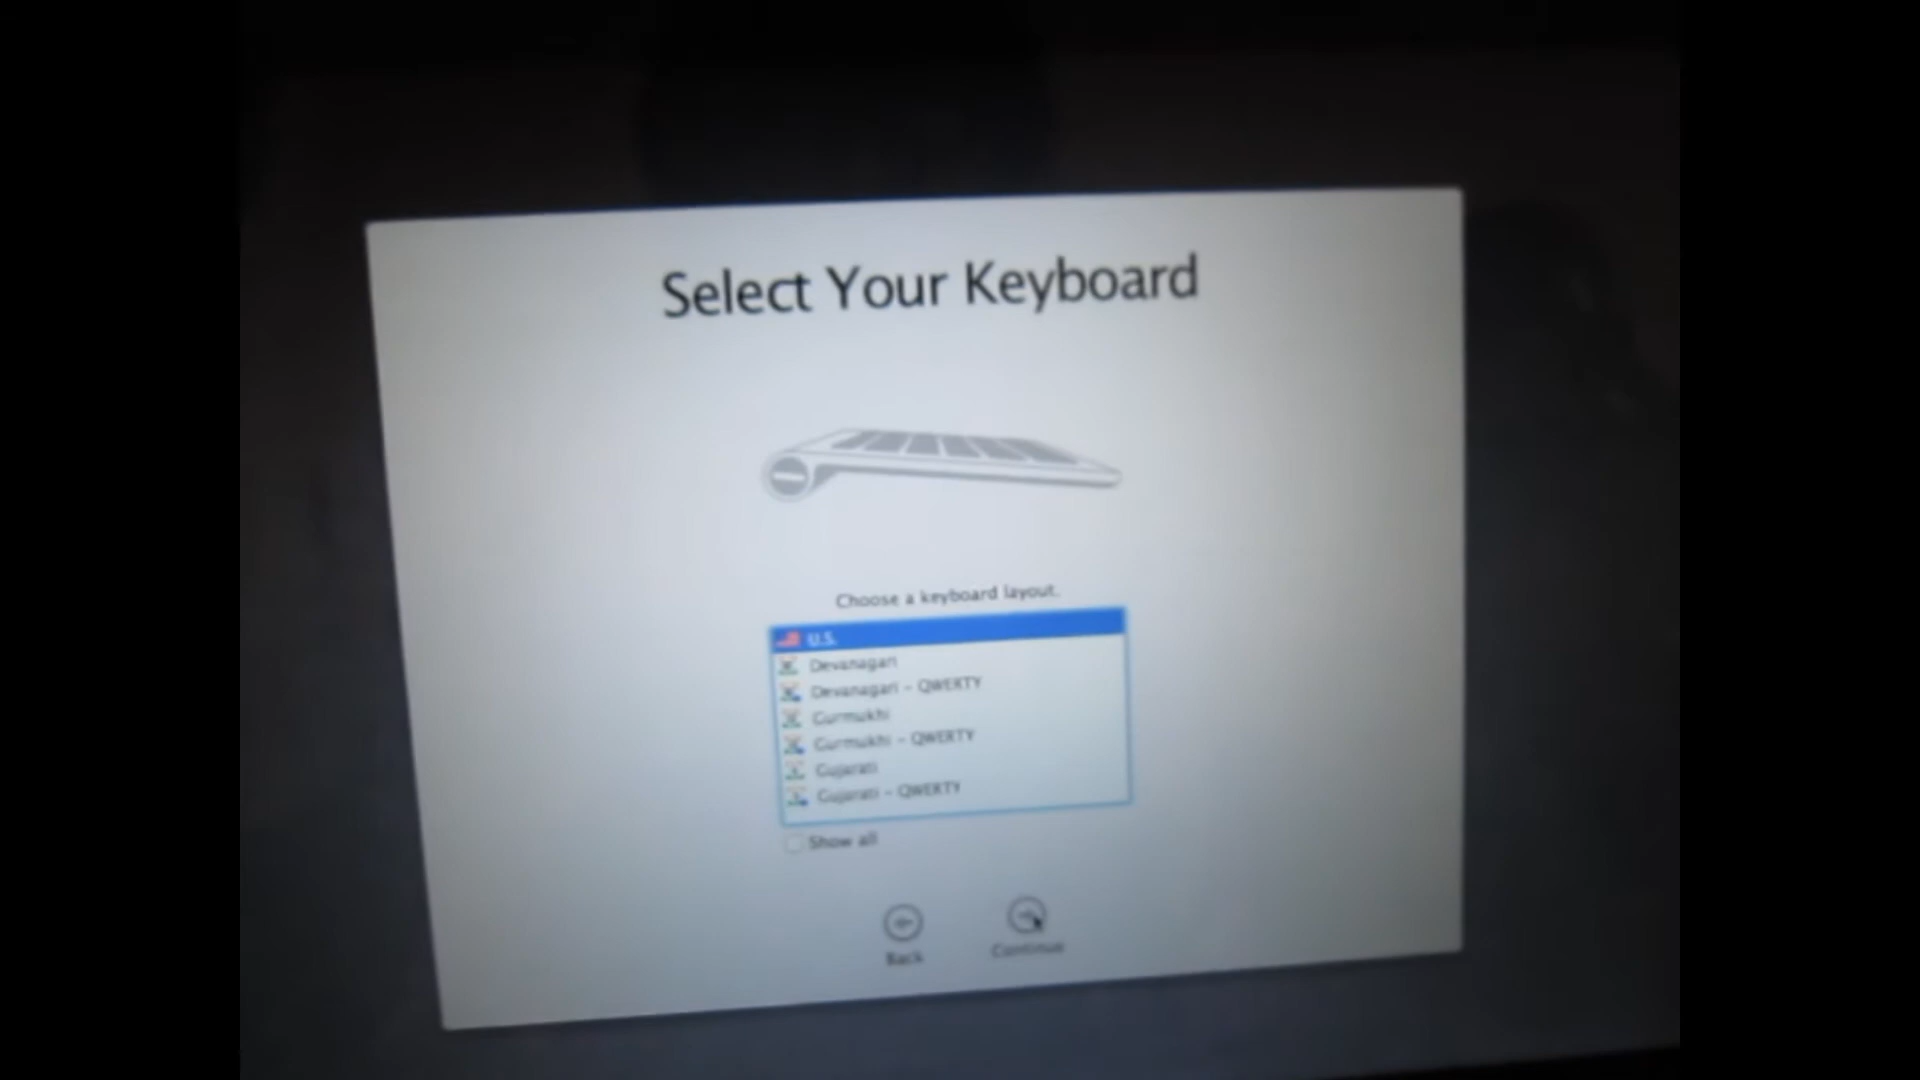 Select Your Keyboard
Choose a keyboard layout.
U.S.
Devanagari
Devanagari - QWERTY
Gurmukhi
Gurmukhi - QWERTY
Gujarati
Gujarati - QWERTY
Show all
Back
Continue